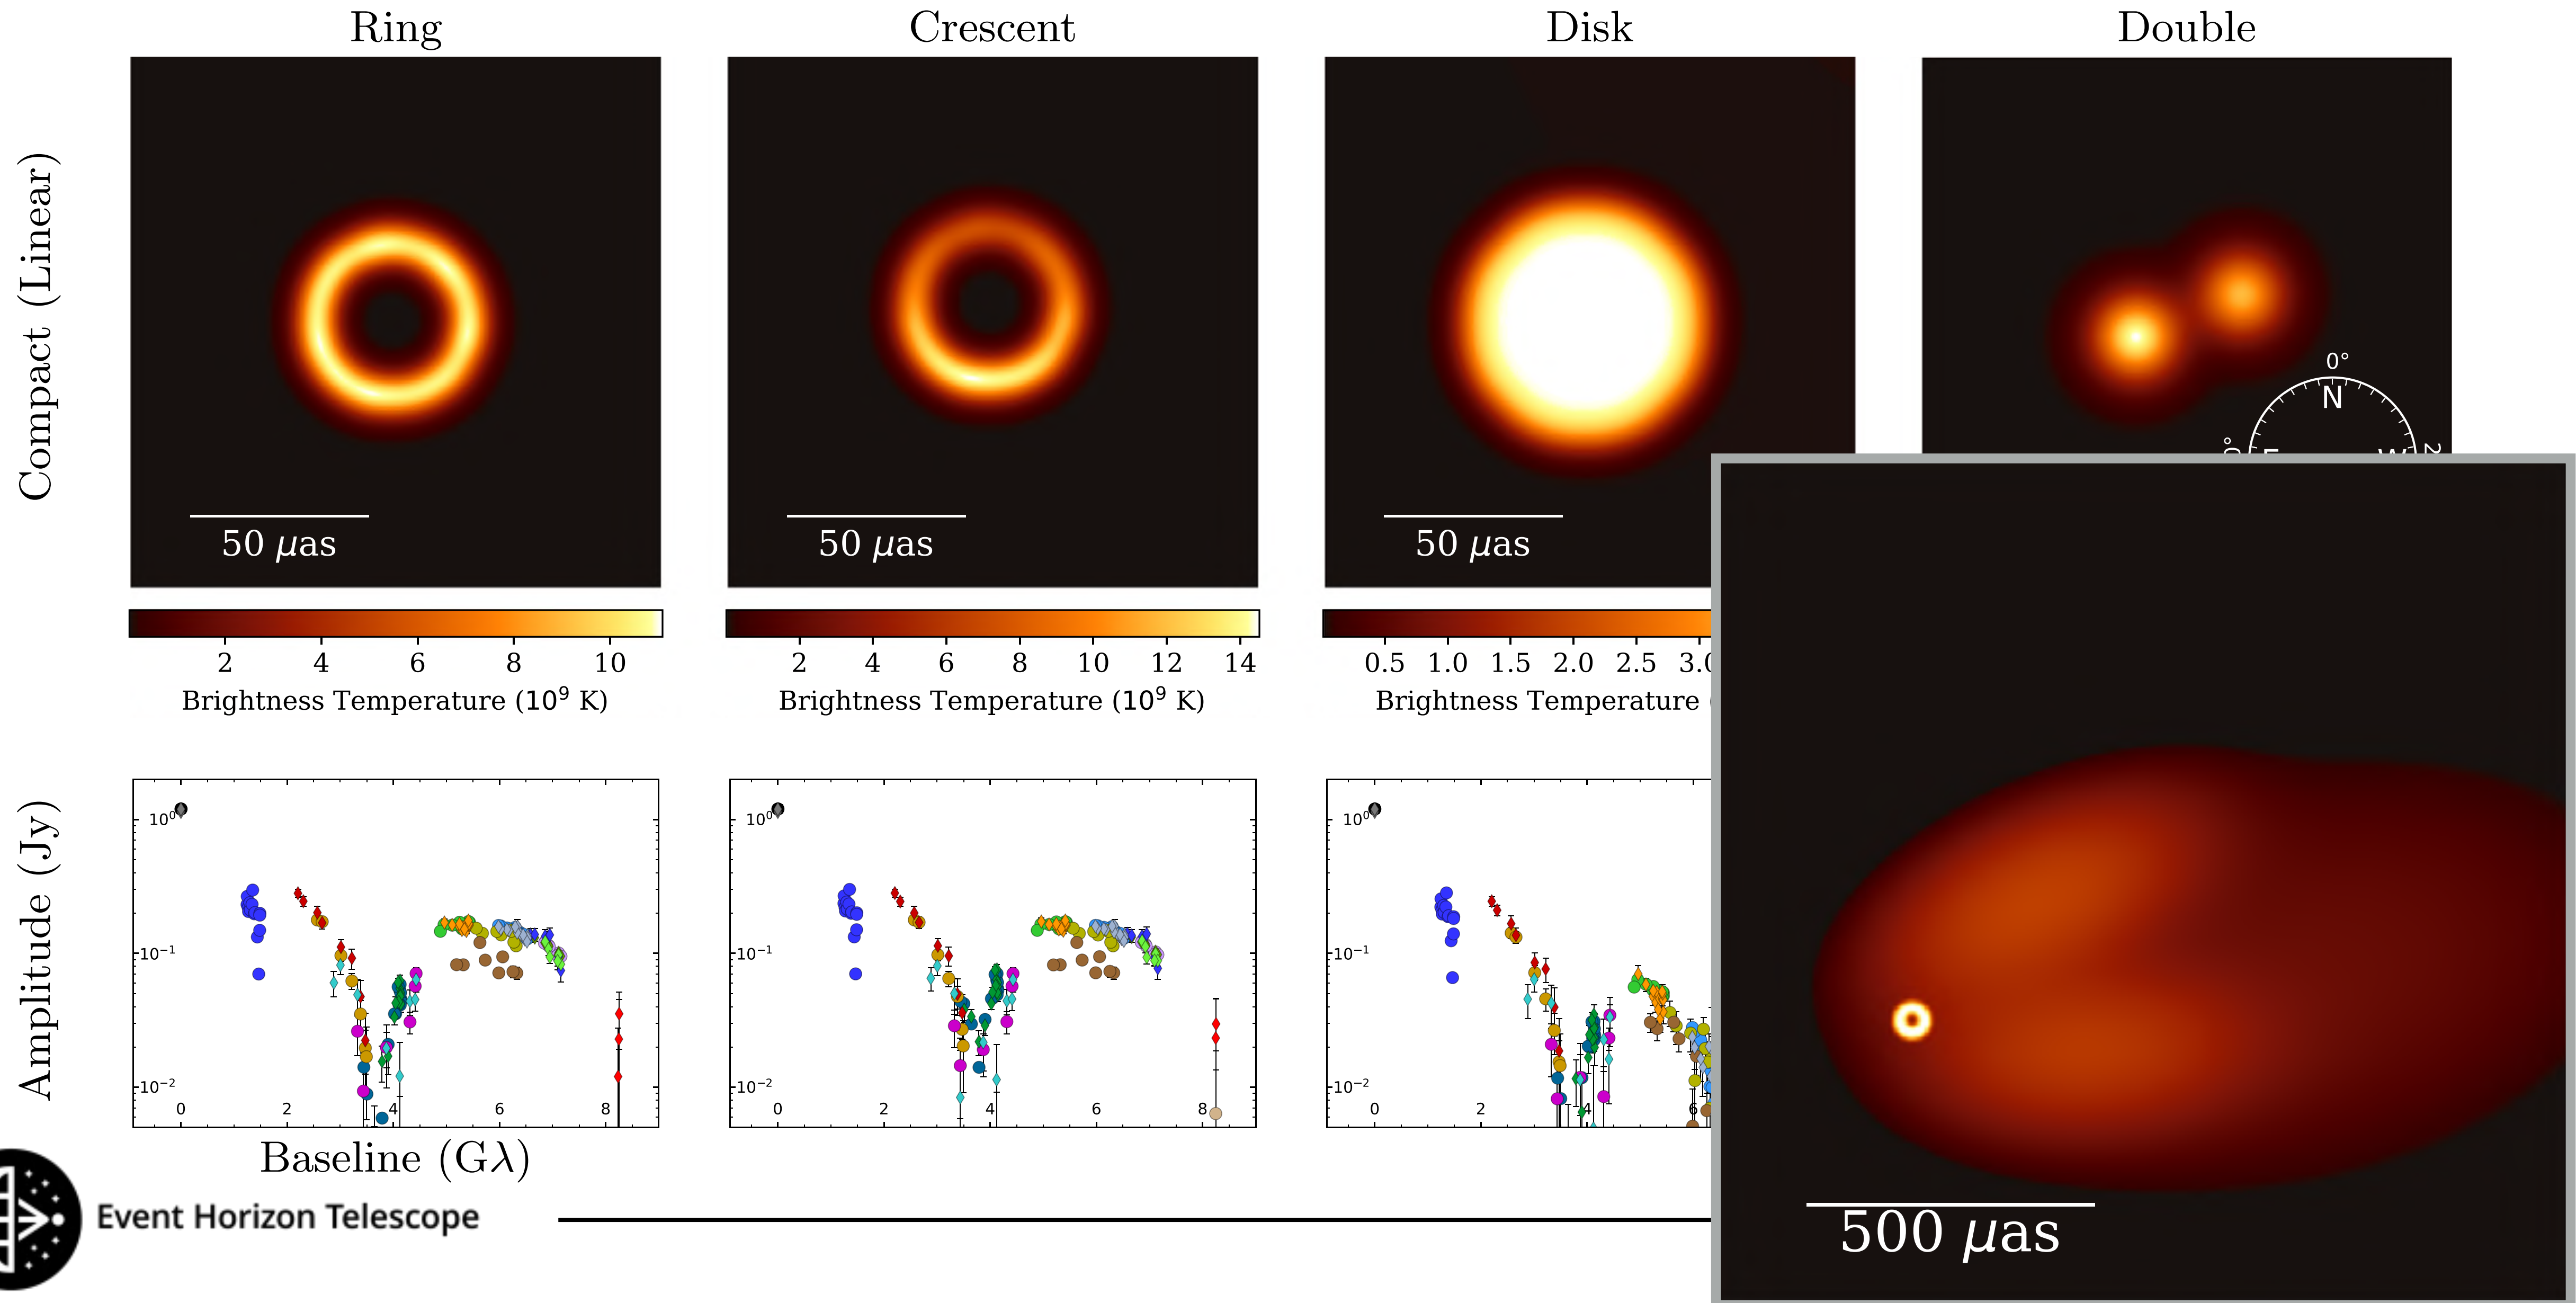 Ring
Crescent
Disk
Double
Compact (Linear)
0°
N
50 μas
50 μas
50 μas
2 4 6 8 10
2 4 6 8 10 12 14
0.5 1.0 1.5 2.0 2.5 3.0
Brightness Temperature (10⁹ K)
Brightness Temperature (10⁹ K)
Brightness Temperature
Amplitude (Jy)
10⁰
10⁻¹
10⁻²
0 2 4 6 8
10⁰
10⁻¹
10⁻²
0 2 4 6 8
10⁰
10⁻¹
10⁻²
0 2 4 6
Baseline (Gλ)
Event Horizon Telescope
500 μas